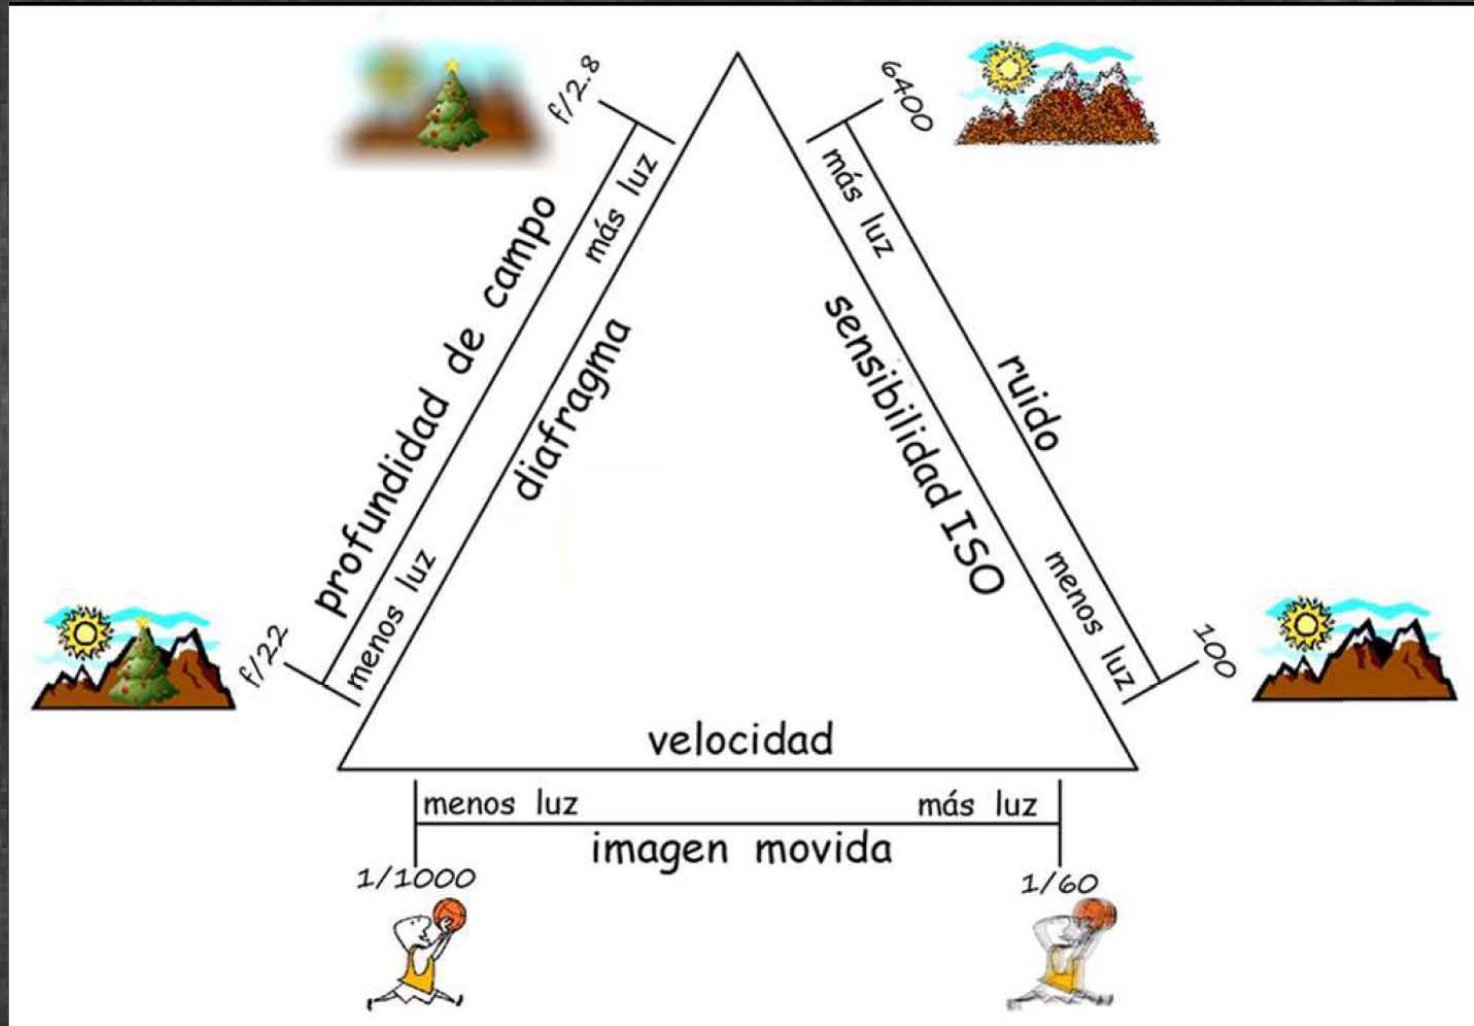 f/2.8
6400
más luz
más luz
profundidad de campo
diafragma
sensibilidad ISO
ruido
menos luz
menos luz
f/22
100
velocidad
menos luz
más luz
imagen movida
1/1000
1/60